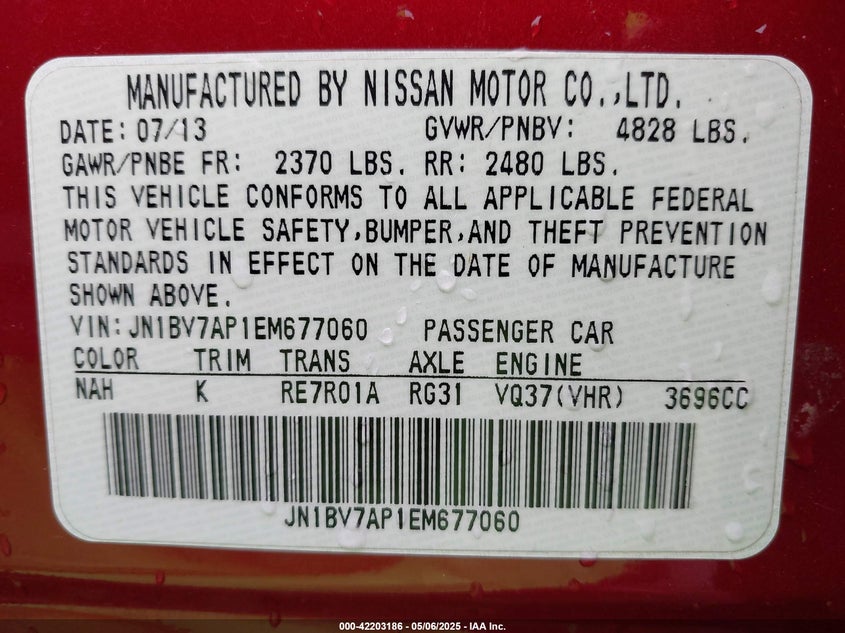 MANUFACTURED BY NISSAN MOTOR CO.,LTD.
DATE: 07/13 GVWR/PNBV: 4828 LBS.
GAWR/PNBE FR: 2370 LBS. RR: 2480 LBS.
THIS VEHICLE CONFORMS TO ALL APPLICABLE FEDERAL
MOTOR VEHICLE SAFETY,BUMPER,AND THEFT PREVENTION
STANDARDS IN EFFECT ON THE DATE OF MANUFACTURE
SHOWN ABOVE.
VIN:JN1BV7AP1EM677060 PASSENGER CAR
COLOR TRIM TRANS AXLE ENGINE
NAH K RE7R01A RG31 VQ37(VHR) 3696CC
JN1BV7AP1EM677060
000-42203186 - 05/06/2025 - IAA Inc.